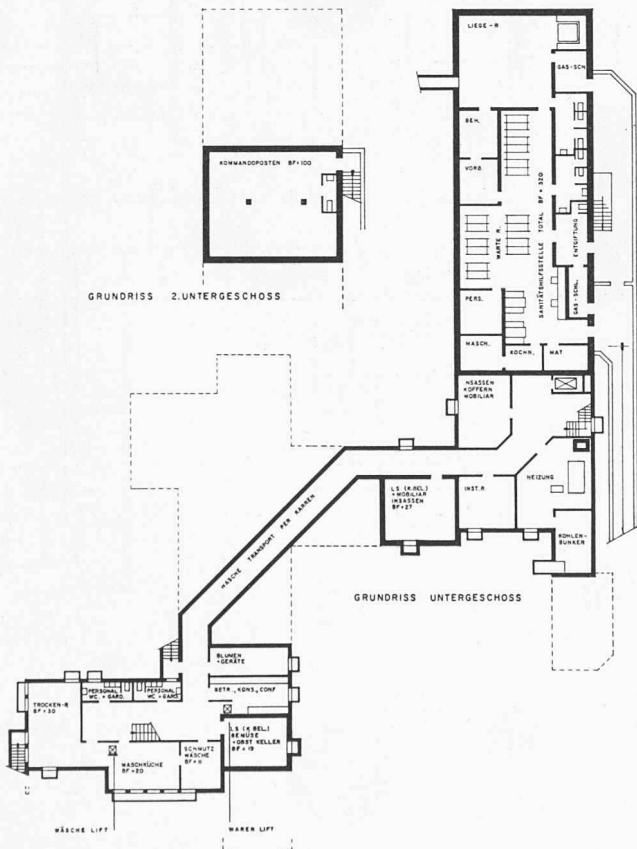 LIEGE-R
GAS-SCH.
BEH.
VORB.
KOMMANDOPOSTEN BF=100
WARTE R.
SANITÄTSHILFSSTELLE TOTAL BF = 320
ENTGIFTUNG
PERS.
GAS-SCHL.
MASCH.
KOCHN.
MAT
GRUNDRISS 2.UNTERGESCHOSS
INSASSEN
KOFFERN
MOBILIAR
HEIZUNG
INST.R
LS (K.BEL.)
+ MOBILIAR
INSASSEN
BF=27
KOHLEN-
BUNKER
WÄSCHE TRANSPORT PER KARREN
GRUNDRISS UNTERGESCHOSS
BLUMEN
+GERÄTE
PERSONAL
WC. + GARD.
PERSONAL
WC + GARD.
GETR., KONS., CONF
TROCKEN-R
BF=30
LS (K BEL.)
GEMÜSE
+OBST KELLER
BF = 19
SCHMUTZ
WÄSCHE
BF=11
WASCHKÜCHE
BF=20
WÄSCHE LIFT
WAREN LIFT